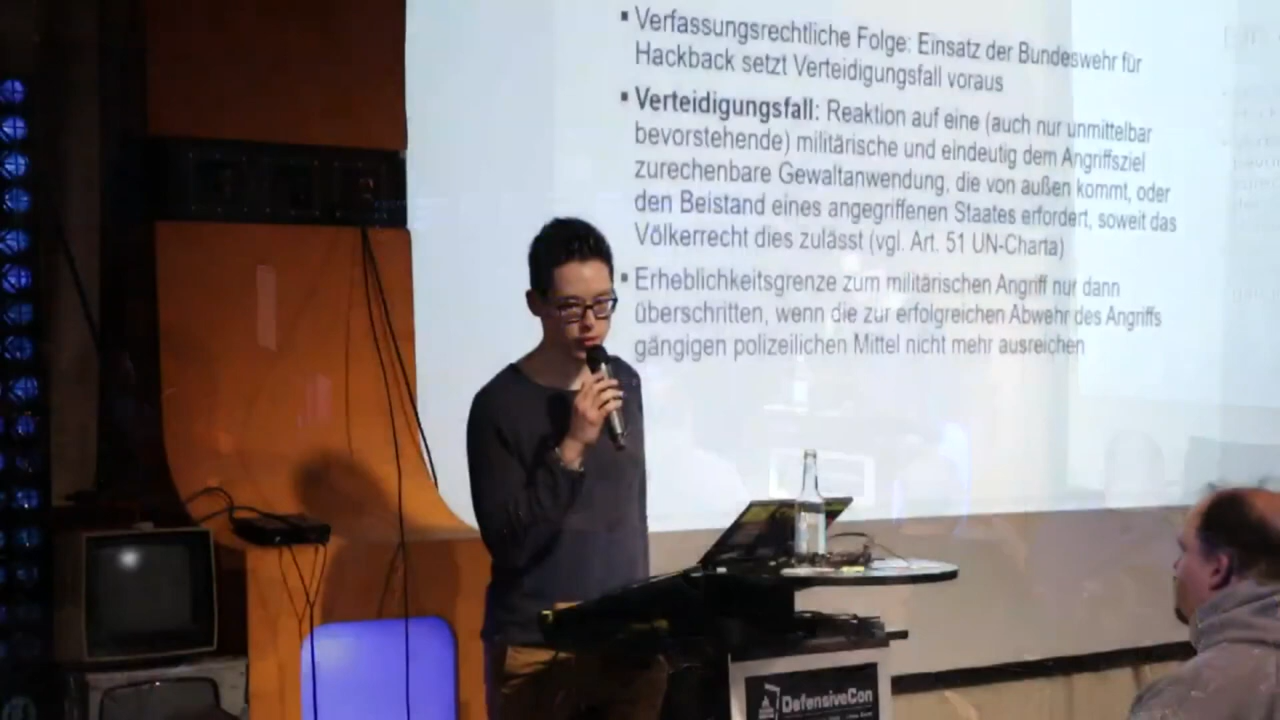 ▪ Verfassungsrechtliche Folge: Einsatz der Bundeswehr für
Hackback setzt Verteidigungsfall voraus
▪ Verteidigungsfall: Reaktion auf eine (auch nur unmittelbar
bevorstehende) militärische und eindeutig dem Angriffsziel
zurechenbare Gewaltanwendung, die von außen kommt, oder
den Beistand eines angegriffenen Staates erfordert, soweit das
Völkerrecht dies zulässt (vgl. Art. 51 UN-Charta)
▪ Erheblichkeitsgrenze zum militärischen Angriff nur dann
überschritten, wenn die zur erfolgreichen Abwehr des Angriffs
gängigen polizeilichen Mittel nicht mehr ausreichen
DefensiveCon